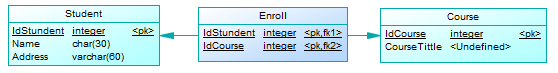 Student
IdStundent integer <pk>
Name char(30)
Address varchar(60)
Enroll
IdStundent integer <pk,fk1>
IdCourse integer <pk,fk2>
Course
IdCourse integer <pk>
CourseTittle <Undefined>